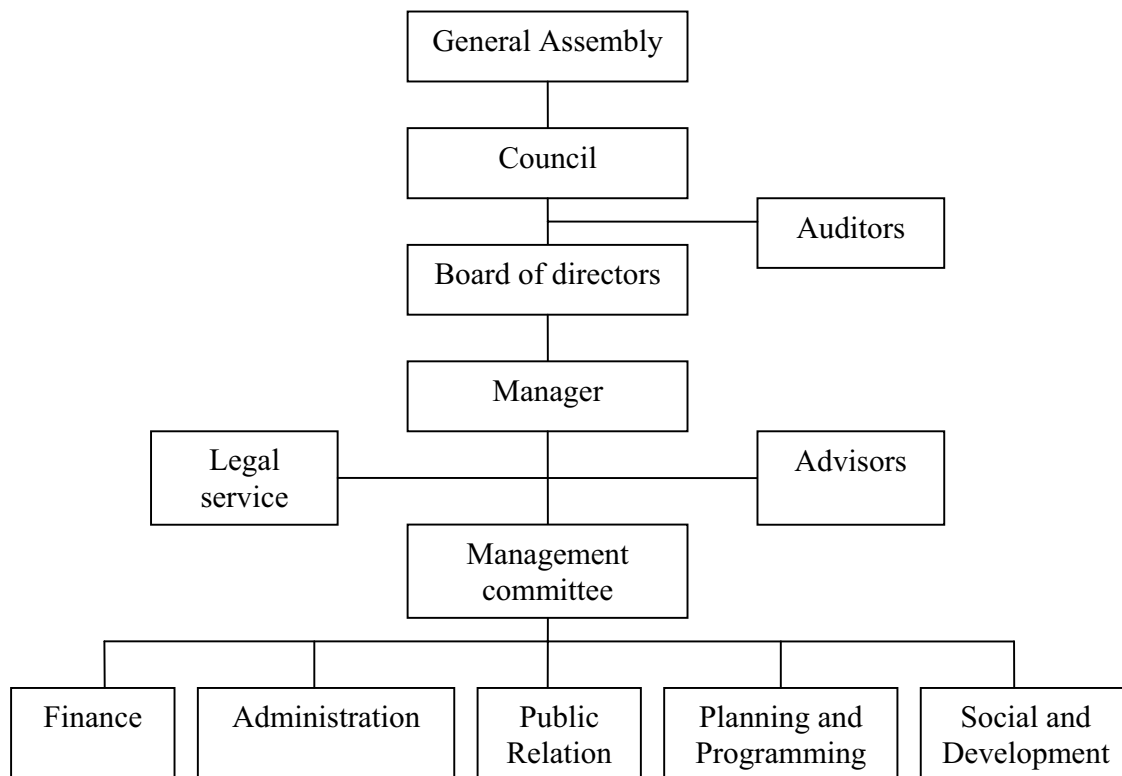 General Assembly
Council
Auditors
Board of directors
Manager
Legal
service
Advisors
Management
committee
Finance
Administration
Public
Relation
Planning and
Programming
Social and
Development